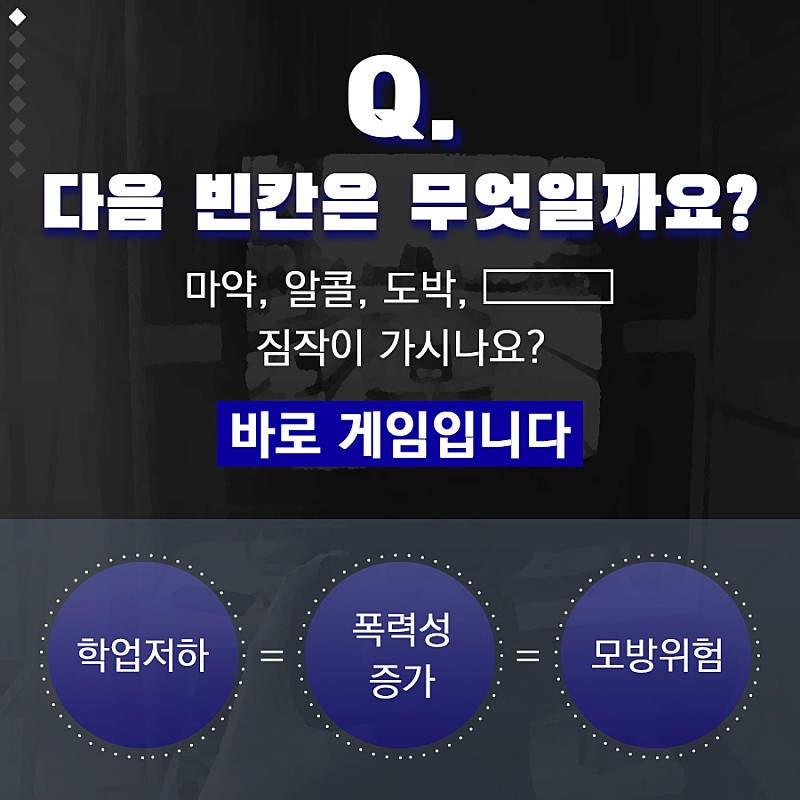 Q.
다음 빈칸은 무엇일까요?
마약, 알콜, 도박,
짐작이 가시나요?
바로 게임입니다
학업저하 = 폭력성 증가 = 모방위험